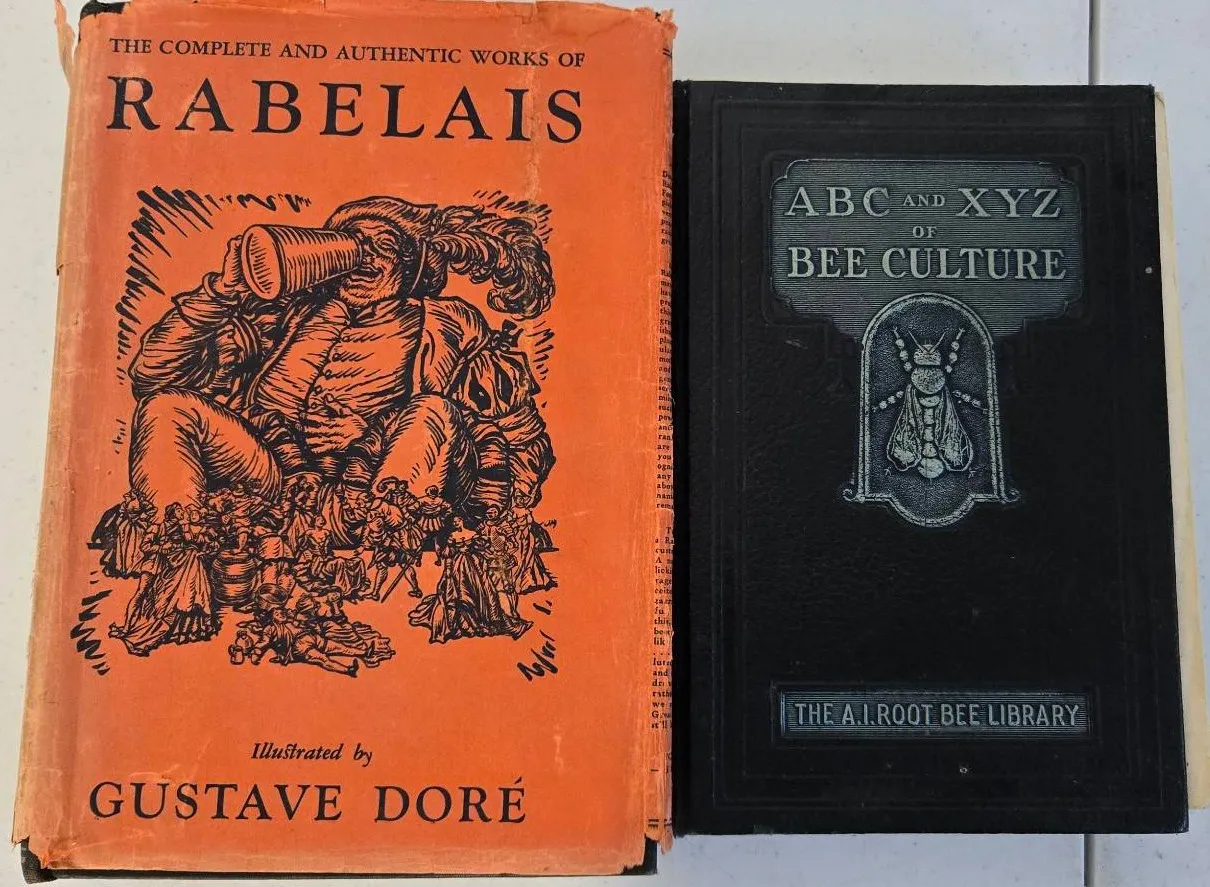 THE COMPLETE AND AUTHENTIC WORKS OF
RABELAIS
Illustrated by
GUSTAVE DORÉ
ABC AND XYZ
OF
BEE CULTURE
THE A.I. ROOT BEE LIBRARY